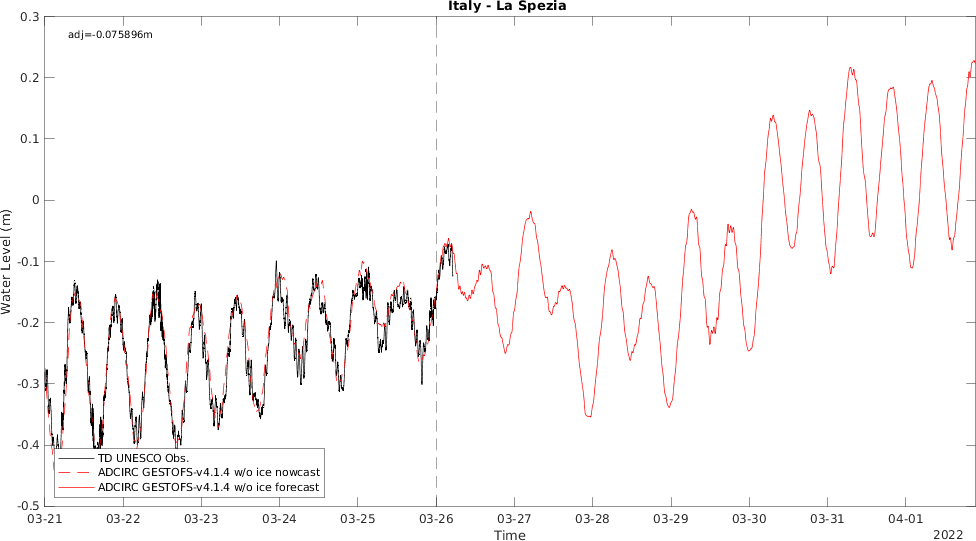 Italy - La Spezia
adj=-0.075896m
0.3
0.2
0.1
0
-0.1
-0.2
-0.3
-0.4
-0.5
Water Level (m)
TD UNESCO Obs.
ADCIRC GESTOFS-v4.1.4 w/o ice nowcast
ADCIRC GESTOFS-v4.1.4 w/o ice forecast
03-21 03-22 03-23 03-24 03-25 03-26 03-27 03-28 03-29 03-30 03-31 04-01
Time
2022